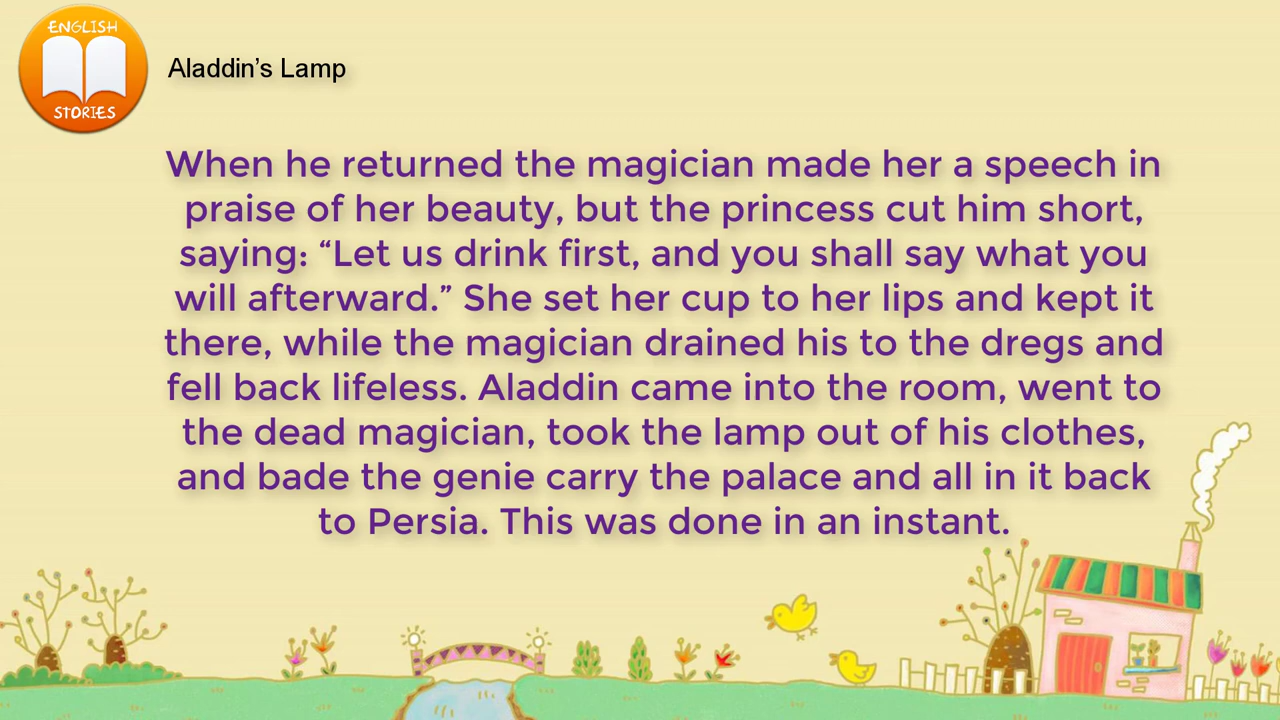 ENGLISH
STORIES
Aladdin’s Lamp
When he returned the magician made her a speech in
praise of her beauty, but the princess cut him short,
saying: “Let us drink first, and you shall say what you
will afterward.” She set her cup to her lips and kept it
there, while the magician drained his to the dregs and
fell back lifeless. Aladdin came into the room, went to
the dead magician, took the lamp out of his clothes,
and bade the genie carry the palace and all in it back
to Persia. This was done in an instant.